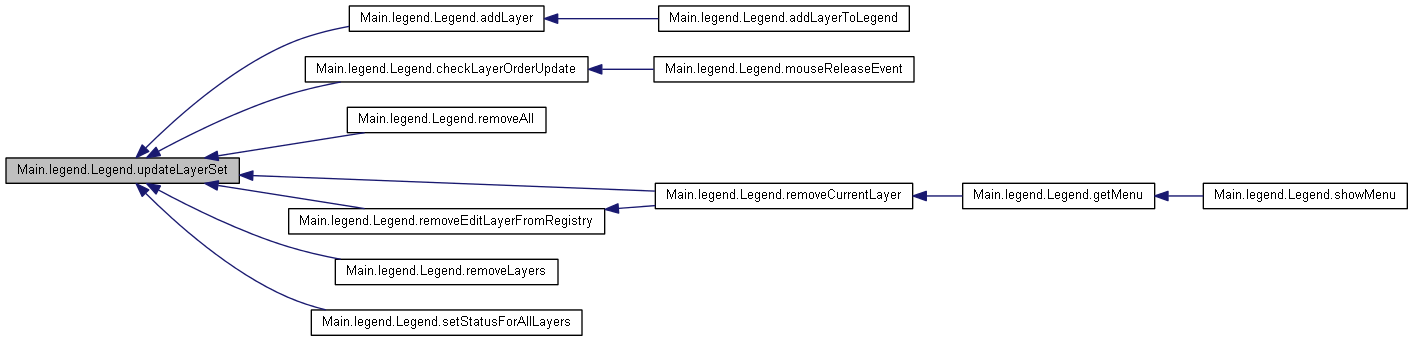 Main.legend.Legend.addLayer
Main.legend.Legend.addLayerToLegend
Main.legend.Legend.checkLayerOrderUpdate
Main.legend.Legend.mouseReleaseEvent
Main.legend.Legend.removeAll
Main.legend.Legend.updateLayerSet
Main.legend.Legend.removeCurrentLayer
Main.legend.Legend.getMenu
Main.legend.Legend.showMenu
Main.legend.Legend.removeEditLayerFromRegistry
Main.legend.Legend.removeLayers
Main.legend.Legend.setStatusForAllLayers